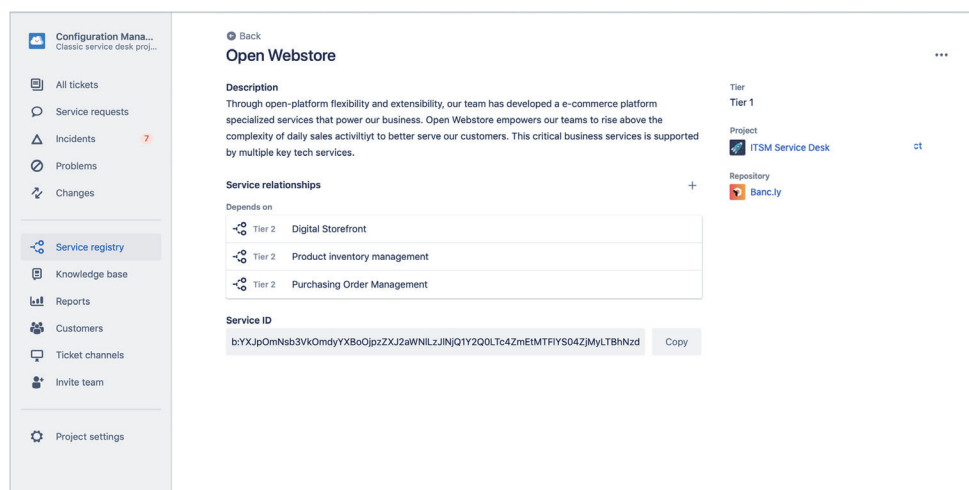 Configuration Mana...
Classic service desk proj...
All tickets
Service requests
Incidents 7
Problems
Changes
Service registry
Knowledge base
Reports
Customers
Ticket channels
Invite team
Project settings
Back
Open Webstore
Description
Through open-platform flexibility and extensibility, our team has developed a e-commerce platform
specialized services that power our business. Open Webstore empowers our teams to rise above the
complexity of daily sales activiltiyt to better serve our customers. This critical business services is supported
by multiple key tech services.
Service relationships
Depends on
Tier 2 Digital Storefront
Tier 2 Product inventory management
Tier 2 Purchasing Order Management
Service ID
Copy
Tier
Tier 1
Project
ITSM Service Desk
ct
Repository
Banc.ly